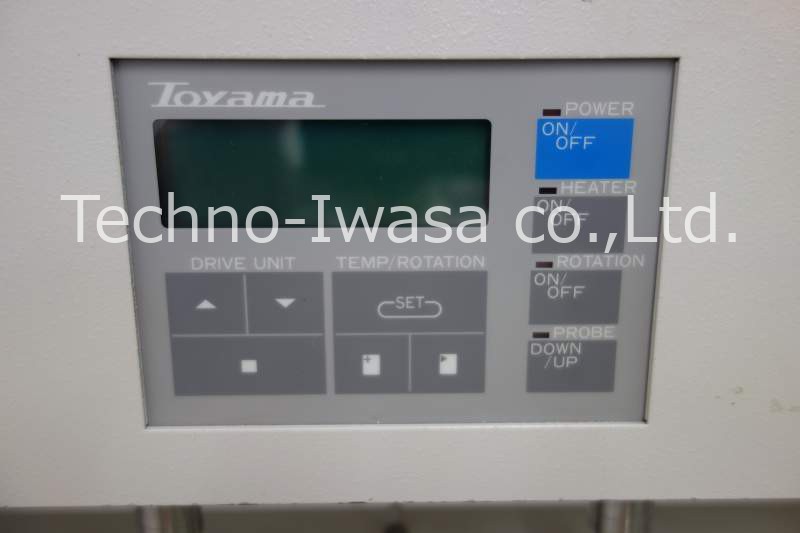 Toyama
POWER
ON/
OFF
HEATER
ON/
OFF
Techno-Iwasa co.,Ltd.
DRIVE UNIT
TEMP/ROTATION
ROTATION
ON/
OFF
SET
PROBE
DOWN
/UP